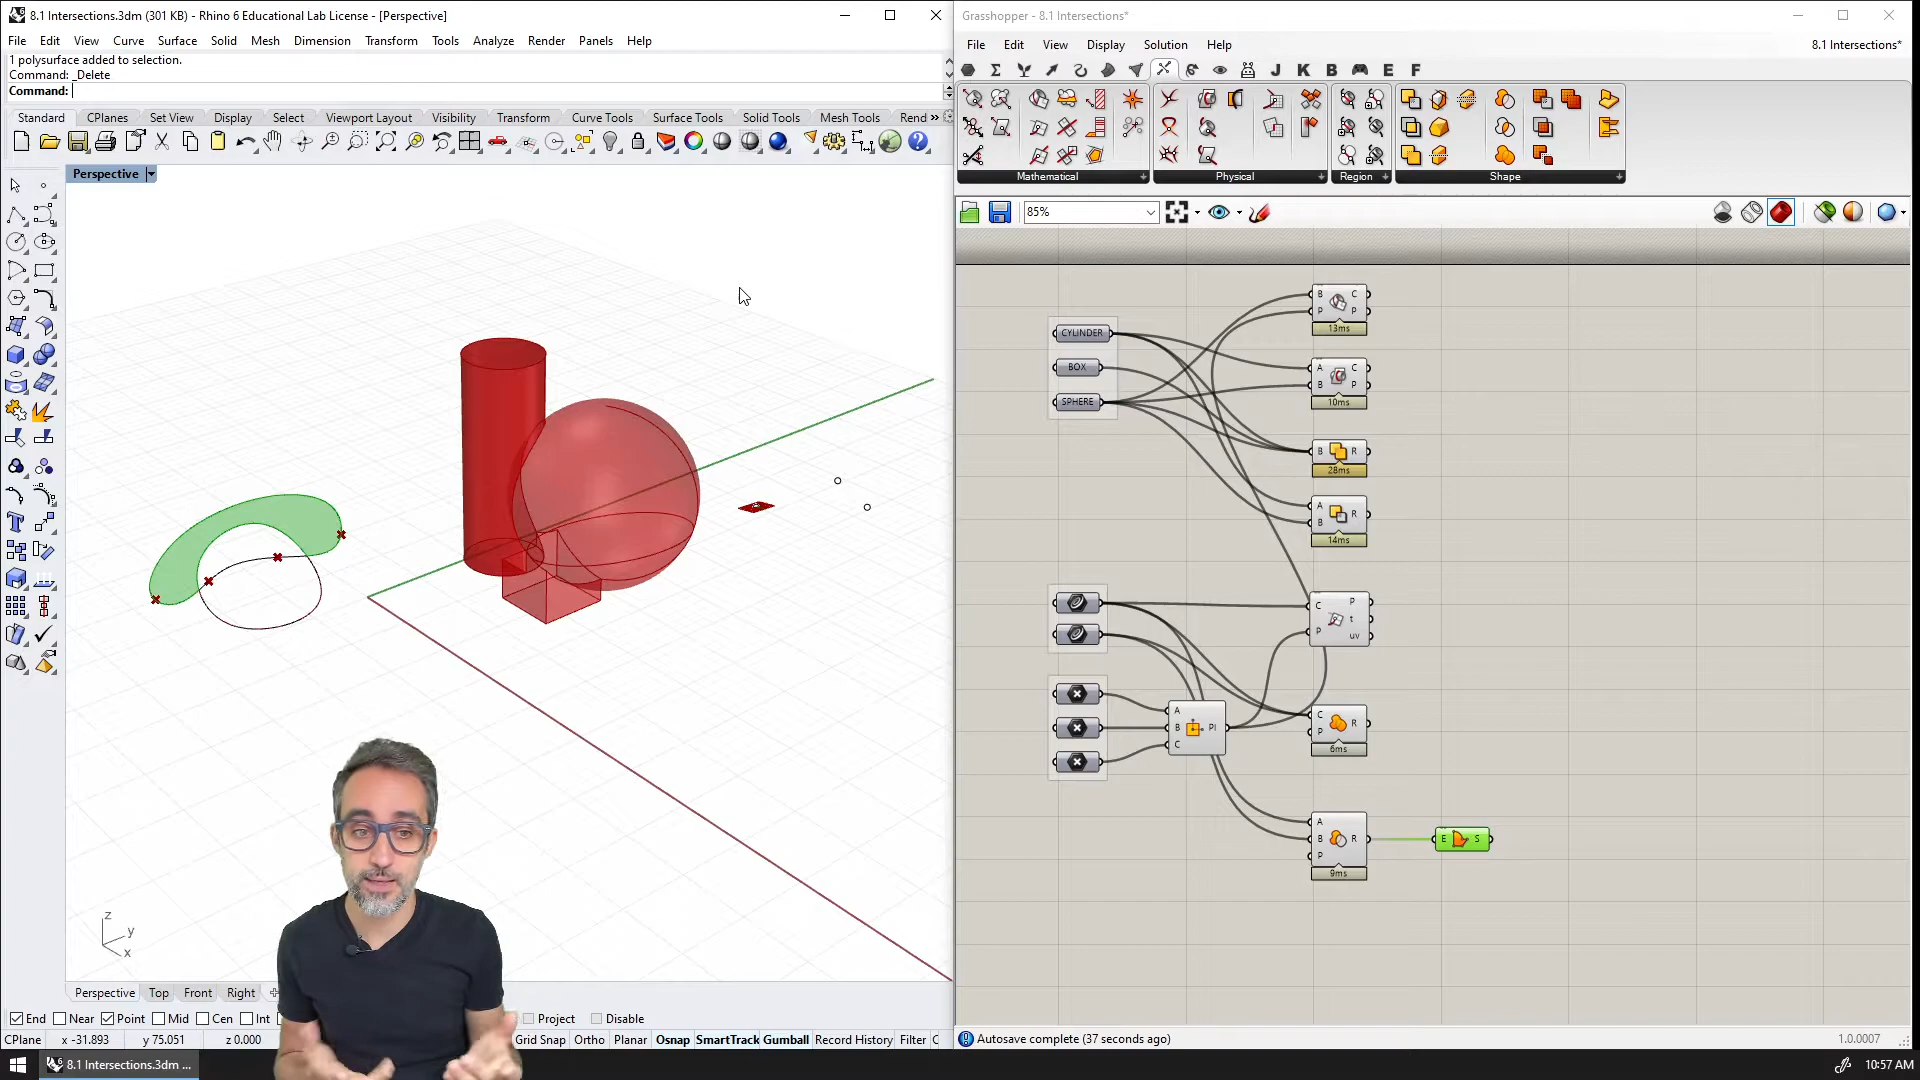 8.1 Intersections.3dm (301 KB) - Rhino 6 Educational Lab License - [Perspective]
File Edit View Curve Surface Solid Mesh Dimension Transform Tools Analyze Render Panels Help
1 polysurface added to selection.
Command: _Delete
Command:
Standard CPlanes Set View Display Select Viewport Layout Visibility Transform Curve Tools Surface Tools Solid Tools Mesh Tools Rend »
Perspective
z
y
x
Perspective Top Front Right
End Near Point Mid Cen Int Project Disable
CPlane x -31.893 y 75.051 z 0.000 Grid Snap Ortho Planar Osnap SmartTrack Gumball Record History Filter C
8.1 Intersections.3dm ...
Grasshopper - 8.1 Intersections*
File Edit View Display Solution Help 8.1 Intersections*
J K B E F
Mathematical Physical Region Shape
85%
CYLINDER
BOX
SPHERE
B C
P P
13ms
A C
B P
10ms
B R
28ms
A R
B
14ms
C P
t
P uv
A
B Pl
C
C R
P
6ms
A
B R
P
9ms
E S
Autosave complete (37 seconds ago)
1.0.0007
10:57 AM